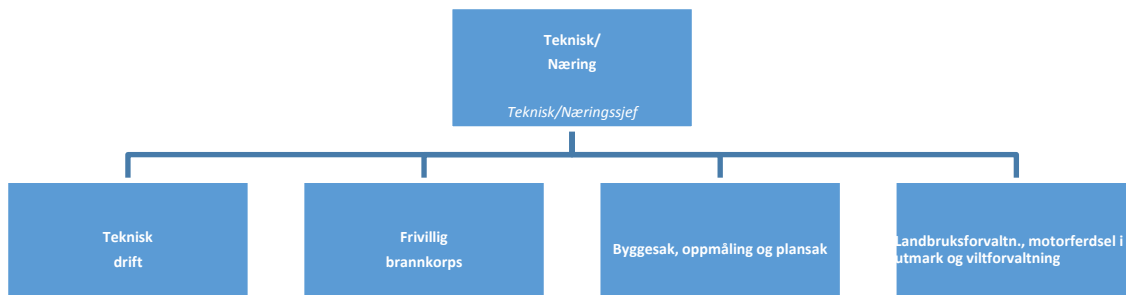 Teknisk/
Næring
Teknisk/Næringssjef
Teknisk
drift
Frivillig
brannkorps
Byggesak, oppmåling og plansak
Landbruksforvaltn., motorferdsel i
utmark og viltforvaltning